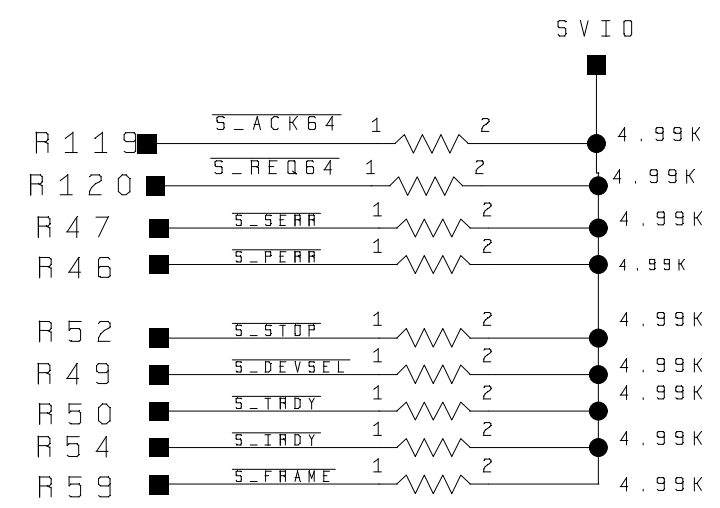 SVIO
R119 S_ACK64 1 2 4.99K
R120 S_REQ64 1 2 4.99K
R47 S_SERR 1 2 4.99K
R46 S_PERR 1 2 4.99K
R52 S_STOP 1 2 4.99K
R49 S_DEVSEL 1 2 4.99K
R50 S_TRDY 1 2 4.99K
R54 S_IRDY 1 2 4.99K
R59 S_FRAME 1 2 4.99K